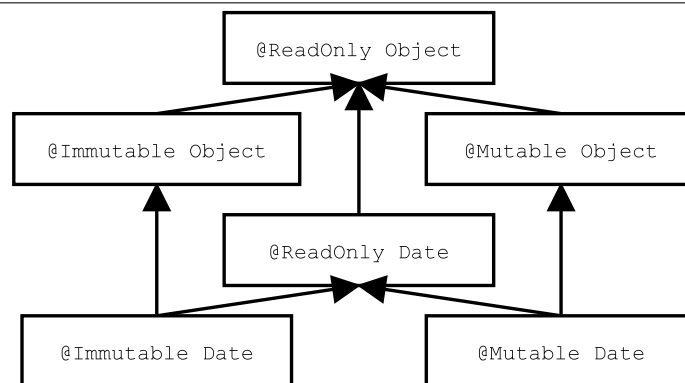 @ReadOnly Object
@Immutable Object
@Mutable Object
@ReadOnly Date
@Immutable Date
@Mutable Date